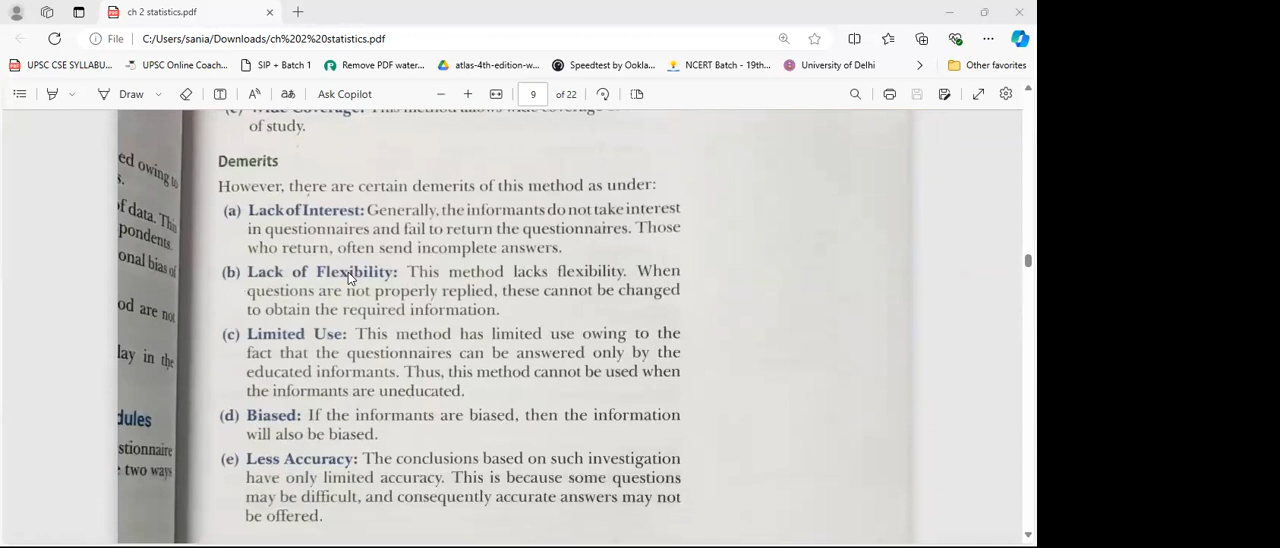 ch 2 statistics.pdf
File
C:/Users/sania/Downloads/ch%202%20statistics.pdf
UPSC CSE SYLLABU...
UPSC Online Coach...
SIP + Batch 1
Remove PDF water...
atlas-4th-edition-w...
Speedtest by Ookla...
NCERT Batch - 19th...
University of Delhi
Other favorites
Draw
Ask Copilot
9 of 22
of study.
Demerits
However, there are certain demerits of this method as under:
(a) Lack of Interest: Generally, the informants do not take interest
in questionnaires and fail to return the questionnaires. Those
who return, often send incomplete answers.
(b) Lack of Flexibility: This method lacks flexibility. When
questions are not properly replied, these cannot be changed
to obtain the required information.
(c) Limited Use: This method has limited use owing to the
fact that the questionnaires can be answered only by the
educated informants. Thus, this method cannot be used when
the informants are uneducated.
(d) Biased: If the informants are biased, then the information
will also be biased.
(e) Less Accuracy: The conclusions based on such investigation
have only limited accuracy. This is because some questions
may be difficult, and consequently accurate answers may not
be offered.
ed owing to
s.
of data. This
pondents.
onal bias of
od are not
lay in the
dules
stionnaire
two ways